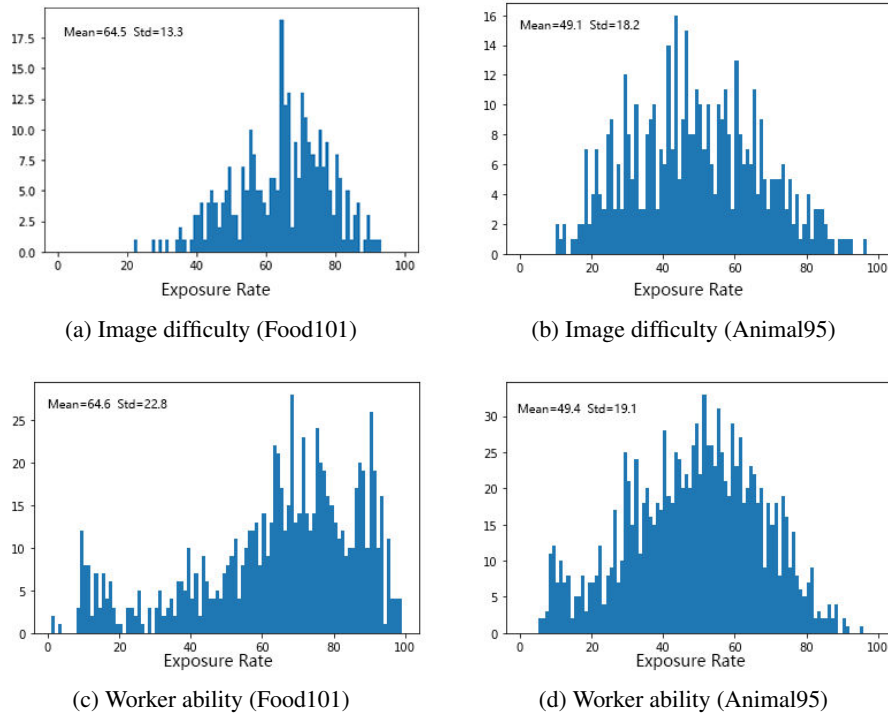 Mean=64.5 Std=13.3
17.5
15.0
12.5
10.0
7.5
5.0
2.5
0.0
0 20 40 60 80 100
Exposure Rate
(a) Image difficulty (Food101)
Mean=49.1 Std=18.2
16
14
12
10
8
6
4
2
0
0 20 40 60 80 100
Exposure Rate
(b) Image difficulty (Animal95)
Mean=64.6 Std=22.8
25
20
15
10
5
0
0 20 40 60 80 100
Exposure Rate
(c) Worker ability (Food101)
Mean=49.4 Std=19.1
30
25
20
15
10
5
0
0 20 40 60 80 100
Exposure Rate
(d) Worker ability (Animal95)